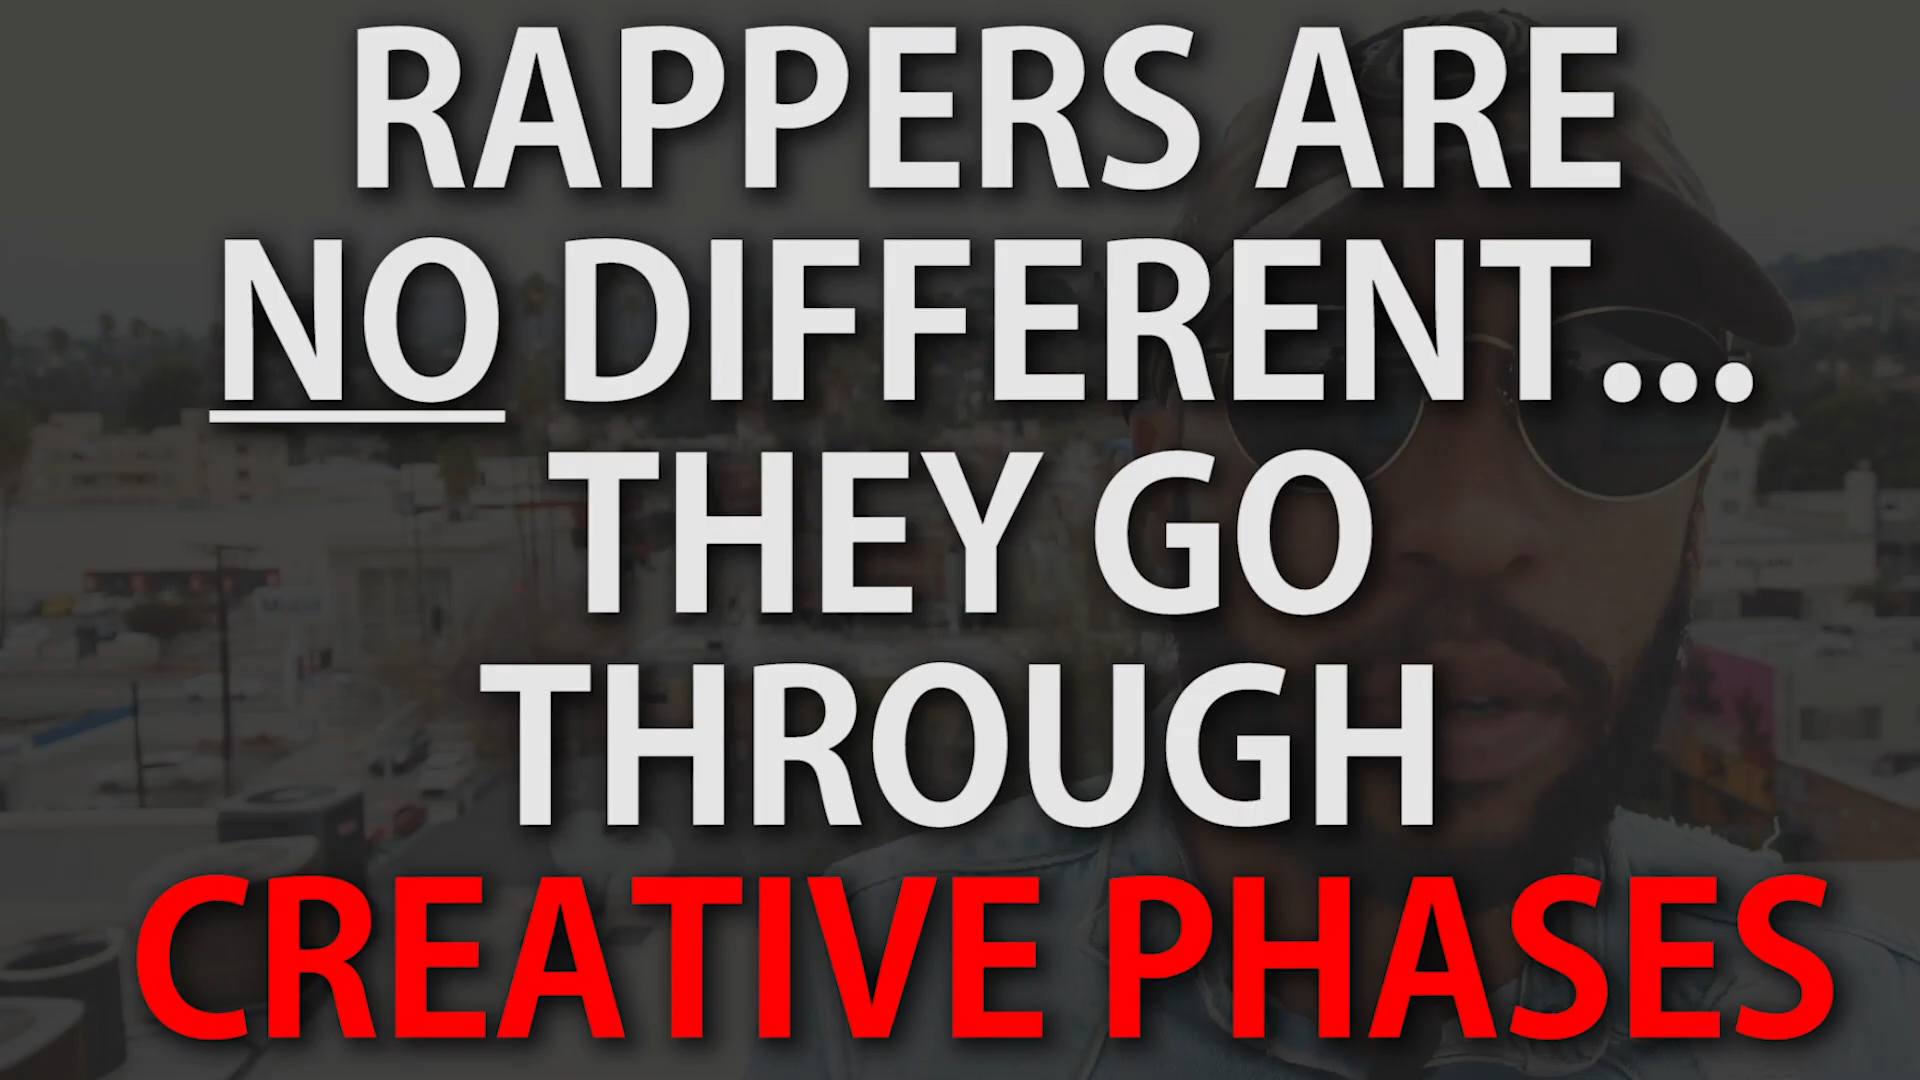 RAPPERS ARE
NO DIFFERENT...
THEY GO
THROUGH
CREATIVE PHASES